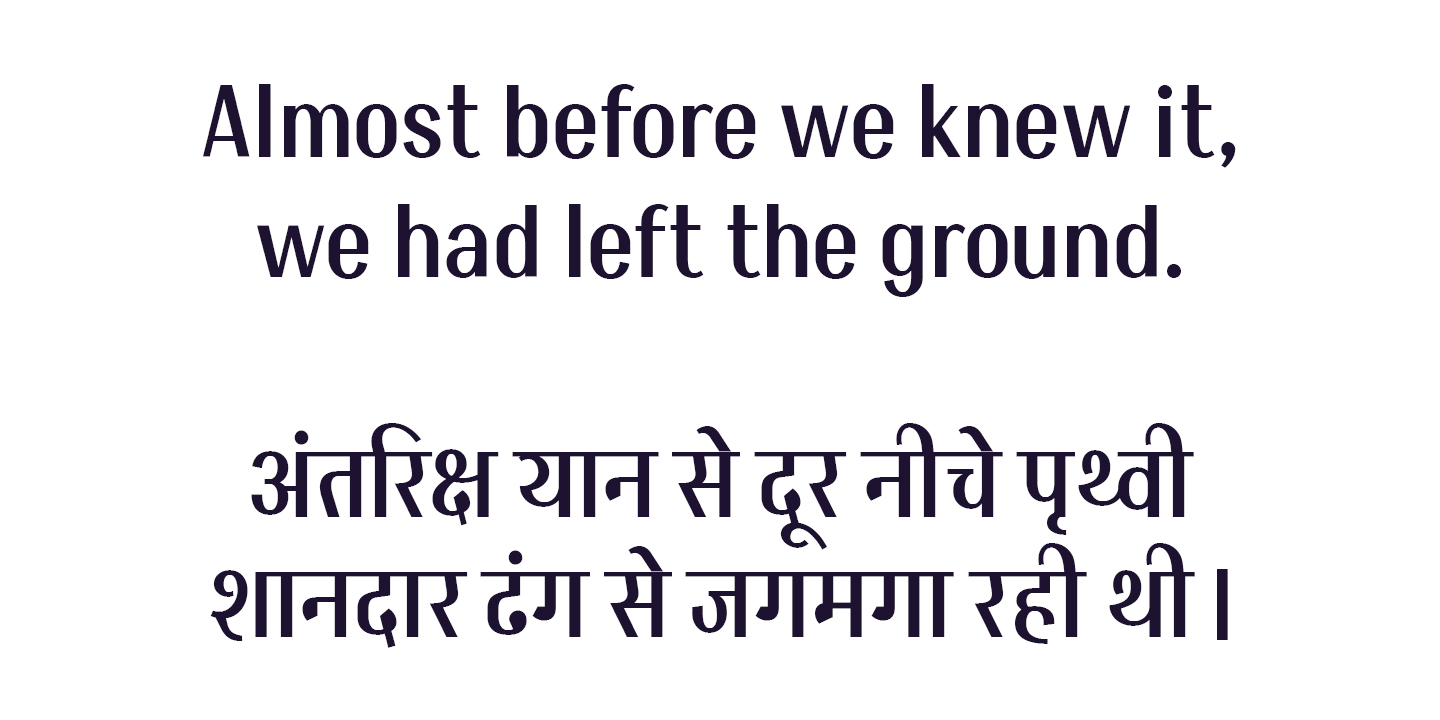 Almost before we knew it,
we had left the ground.
अंतरिक्ष यान से दूर नीचे पृथ्वी
शानदार ढंग से जगमगा रही थी।